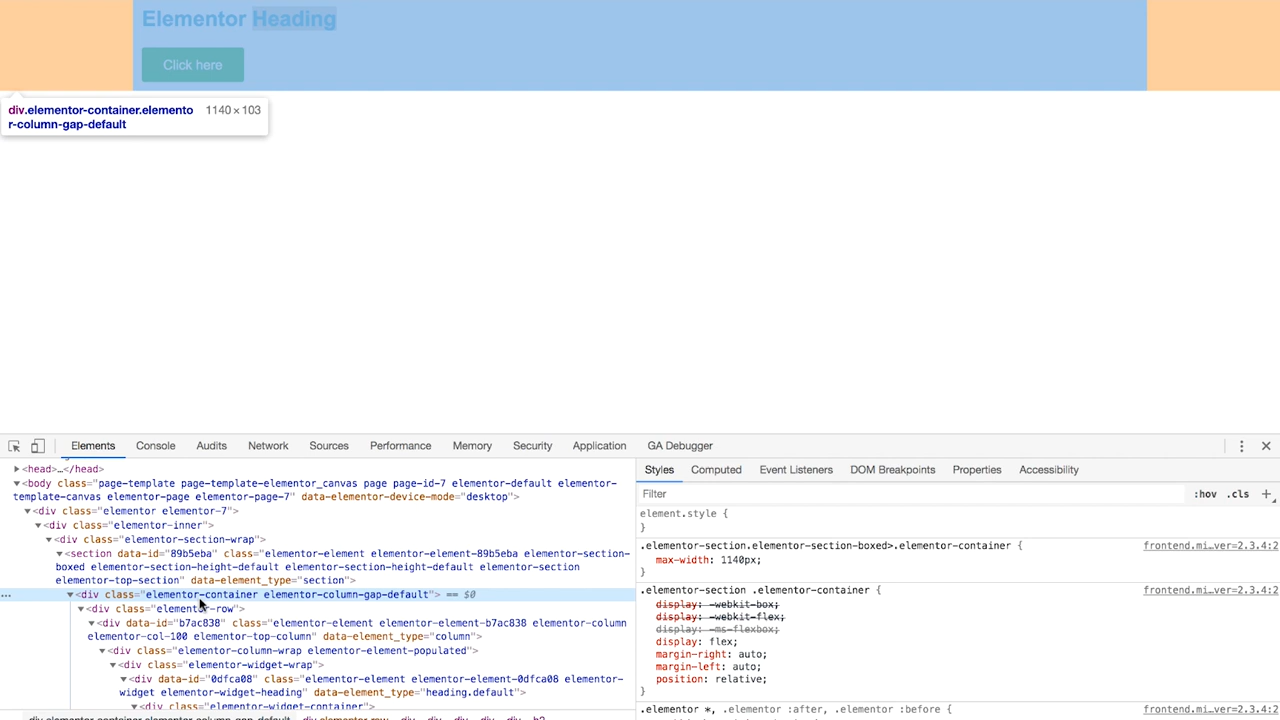 Elementor Heading
Click here
div.elementor-container.elemento 1140 × 103
r-column-gap-default
Elements Console Audits Network Sources Performance Memory Security Application GA Debugger
<head>…</head>
<body class="page-template page-template-elementor_canvas page page-id-7 elementor-default elementor-
template-canvas elementor-page elementor-page-7" data-elementor-device-mode="desktop">
<div class="elementor elementor-7">
<div class="elementor-inner">
<div class="elementor-section-wrap">
<section data-id="89b5eba" class="elementor-element elementor-element-89b5eba elementor-section-
boxed elementor-section-height-default elementor-section-height-default elementor-section
elementor-top-section" data-element_type="section">
… <div class="elementor-container elementor-column-gap-default"> == $0
<div class="elementor-row">
<div data-id="b7ac838" class="elementor-element elementor-element-b7ac838 elementor-column
elementor-col-100 elementor-top-column" data-element_type="column">
<div class="elementor-column-wrap elementor-element-populated">
<div class="elementor-widget-wrap">
<div data-id="0dfca08" class="elementor-element elementor-element-0dfca08 elementor-
widget elementor-widget-heading" data-element_type="heading.default">
<div class="elementor-widget-container">
Styles Computed Event Listeners DOM Breakpoints Properties Accessibility
Filter :hov .cls +
element.style {
}
.elementor-section.elementor-section-boxed>.elementor-container { frontend.mi…ver=2.3.4:2
max-width: 1140px;
}
.elementor-section .elementor-container { frontend.mi…ver=2.3.4:2
display: -webkit-box;
display: -webkit-flex;
display: -ms-flexbox;
display: flex;
margin-right: auto;
margin-left: auto;
position: relative;
}
.elementor *, .elementor :after, .elementor :before { frontend.mi…ver=2.3.4:2